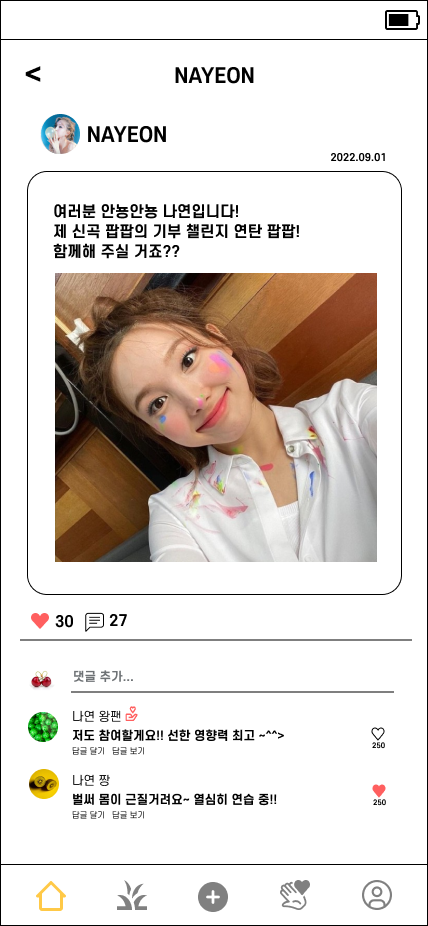 <
NAYEON
NAYEON
2022.09.01
여러분 안뇽안뇽 나연입니다!
제 신곡 팝팝의 기부 챌린지 연탄 팝팝!
함께해 주실 거죠??
30
27
댓글 추가...
나연 왕팬
저도 참여할게요!! 선한 영향력 최고 ~^^>
답글 달기 답글 보기
250
나연 짱
벌써 몸이 근질거려요~ 열심히 연습 중!!
답글 달기 답글 보기
250